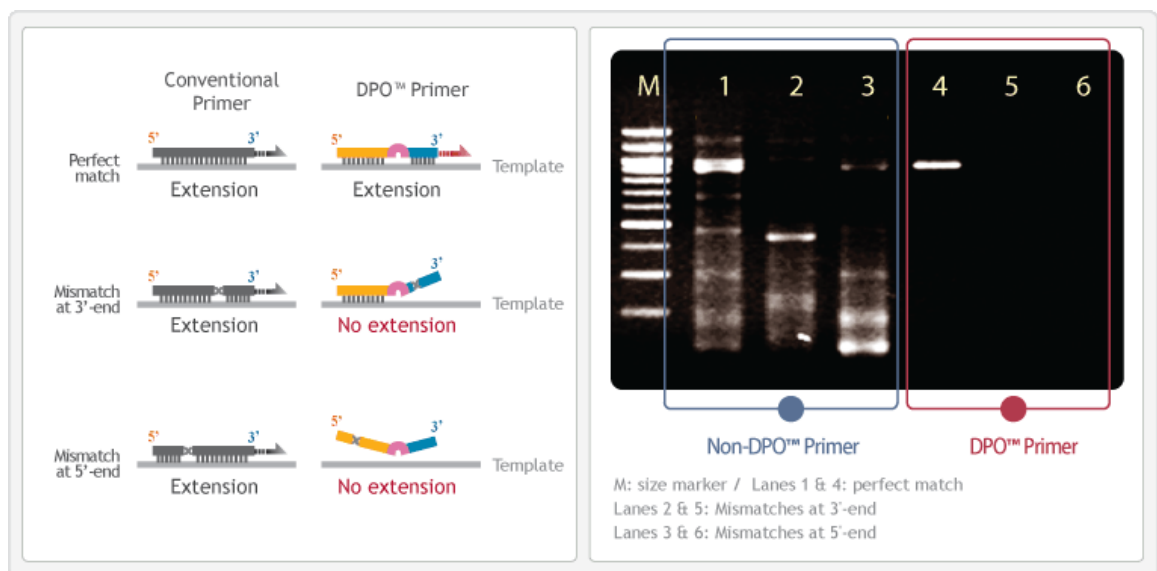 Conventional
Primer
DPO™ Primer
5’
3’
5’
3’
Perfect
match
Template
Extension
Extension
5’
3’
5’
3’
Mismatch
at 3’-end
Template
Extension
No extension
5’
3’
5’
3’
Mismatch
at 5’-end
Template
Extension
No extension
M 1 2 3 4 5 6
Non-DPO™ Primer
DPO™ Primer
M: size marker / Lanes 1 & 4: perfect match
Lanes 2 & 5: Mismatches at 3'-end
Lanes 3 & 6: Mismatches at 5'-end